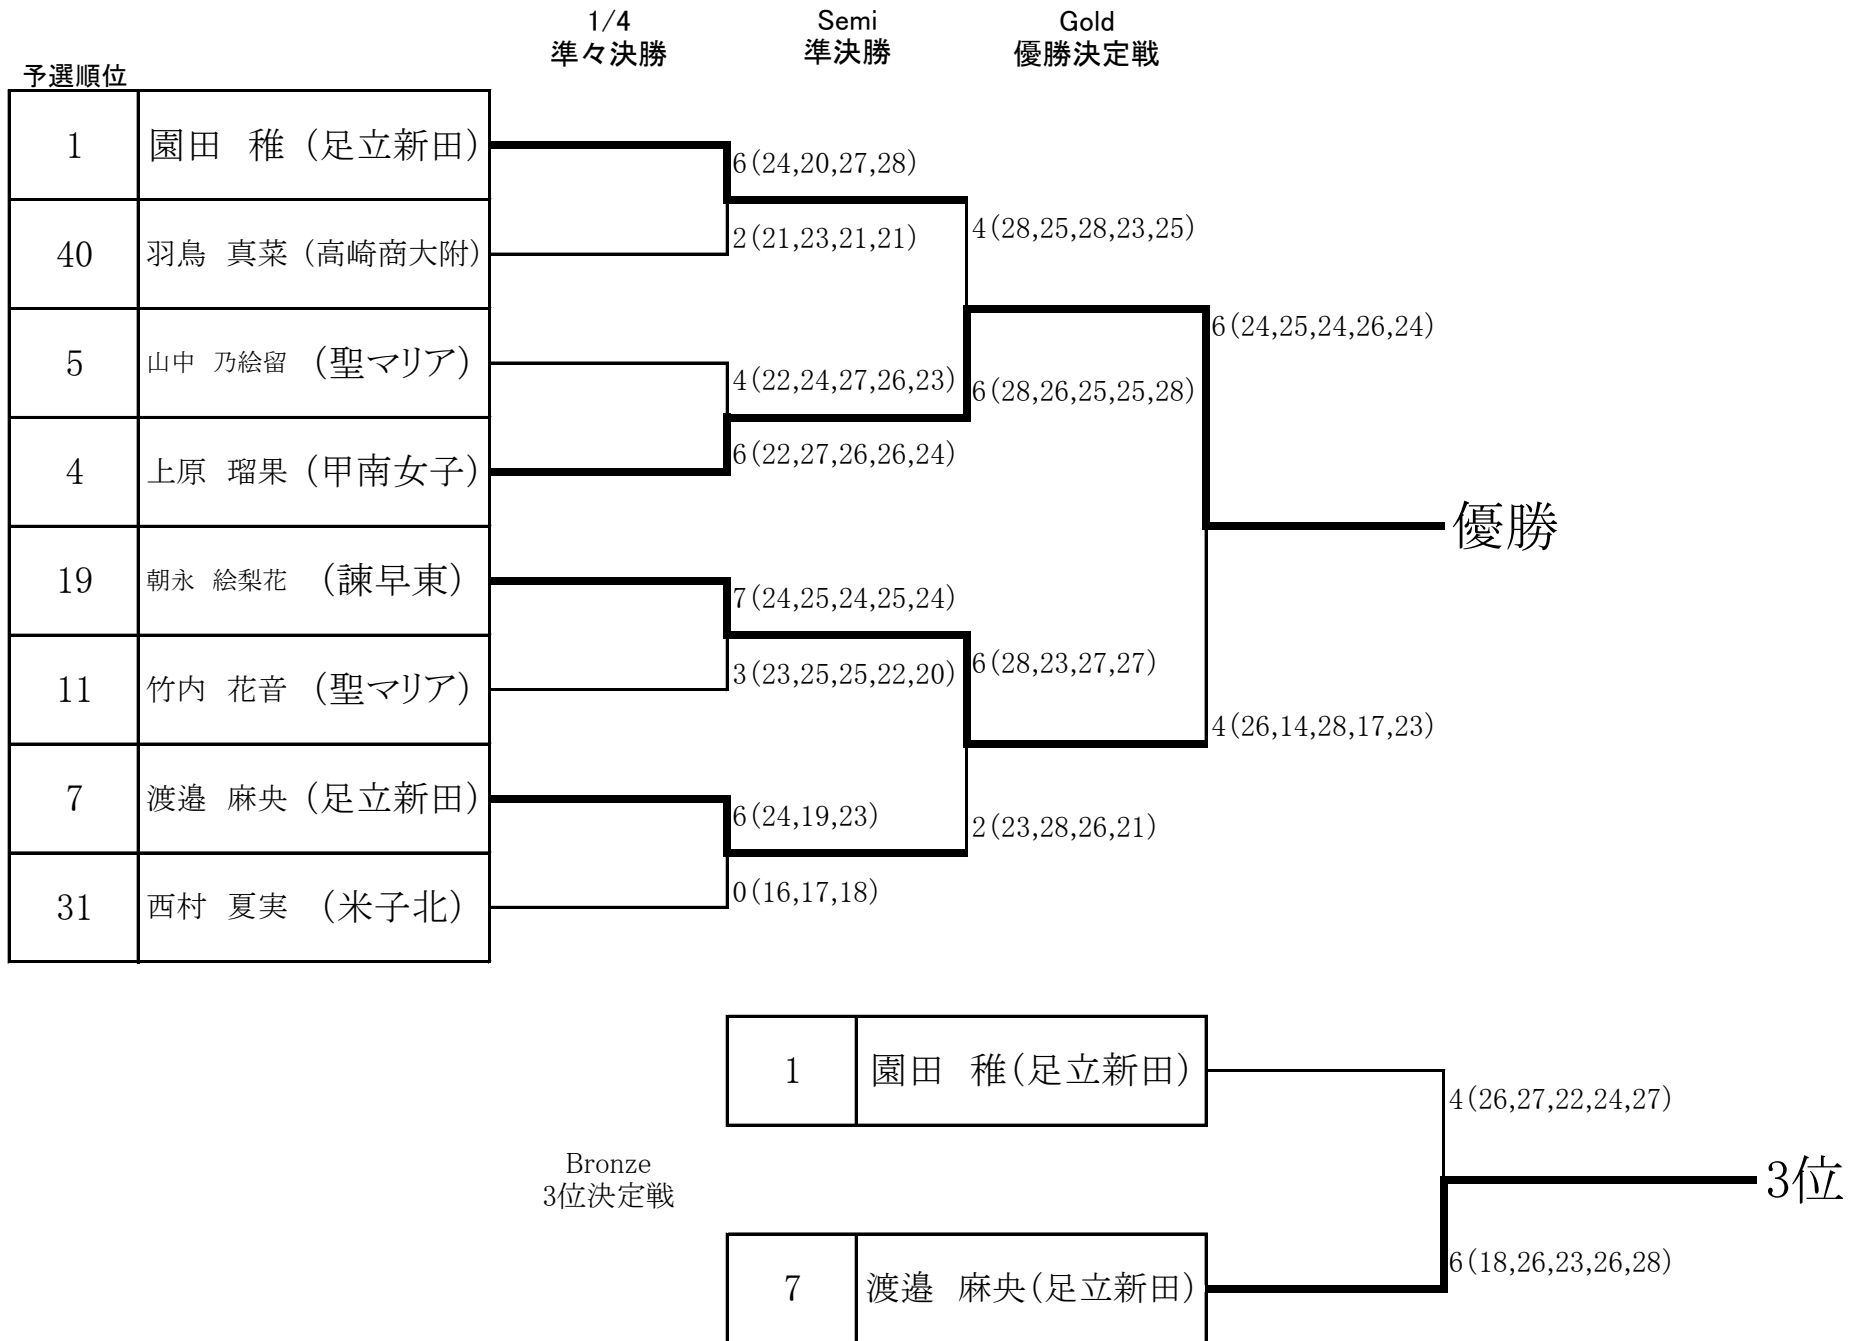 1/4 Semi Gold
準々決勝 準決勝 優勝決定戦
予選順位
1 園田 稚 (足立新田)
6(24,20,27,28)
40 羽鳥 真菜 (高崎商大附)
2(21,23,21,21)
4(28,25,28,23,25)
5 山中 乃絵留 (聖マリア)
4(22,24,27,26,23)
6(28,26,25,25,28)
6(24,25,24,26,24)
4 上原 瑠果 (甲南女子)
6(22,27,26,26,24)
優勝
19 朝永 絵梨花 (諫早東)
7(24,25,24,25,24)
11 竹内 花音 (聖マリア)
3(23,25,25,22,20)
6(28,23,27,27)
4(26,14,28,17,23)
7 渡邉 麻央 (足立新田)
6(24,19,23)
2(23,28,26,21)
31 西村 夏実 (米子北)
0(16,17,18)
1 園田 稚(足立新田)
4(26,27,22,24,27)
Bronze
3位決定戦
3位
7 渡邉 麻央(足立新田)
6(18,26,23,26,28)